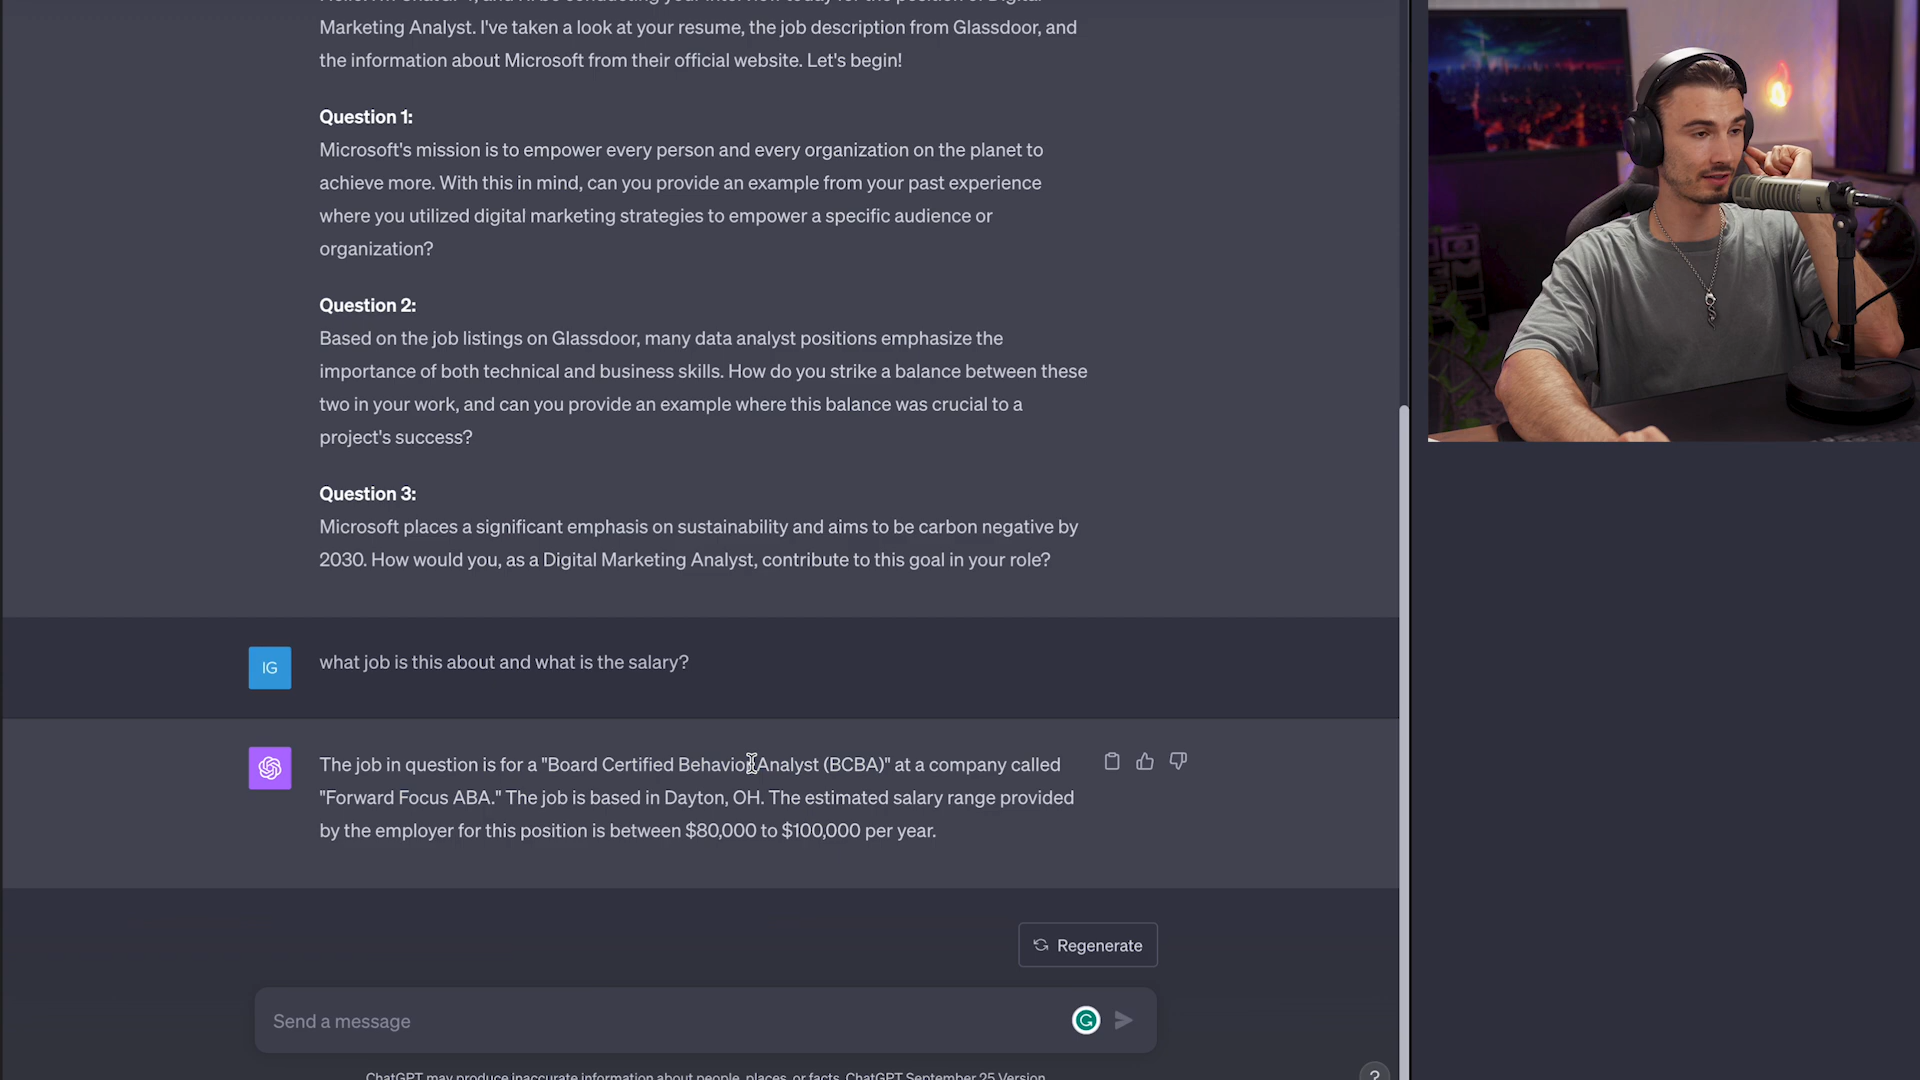 Marketing Analyst. I've taken a look at your resume, the job description from Glassdoor, and
the information about Microsoft from their official website. Let's begin!
Question 1:
Microsoft's mission is to empower every person and every organization on the planet to
achieve more. With this in mind, can you provide an example from your past experience
where you utilized digital marketing strategies to empower a specific audience or
organization?
Question 2:
Based on the job listings on Glassdoor, many data analyst positions emphasize the
importance of both technical and business skills. How do you strike a balance between these
two in your work, and can you provide an example where this balance was crucial to a
project's success?
Question 3:
Microsoft places a significant emphasis on sustainability and aims to be carbon negative by
2030. How would you, as a Digital Marketing Analyst, contribute to this goal in your role?
IG
what job is this about and what is the salary?
The job in question is for a "Board Certified Behavior Analyst (BCBA)" at a company called
"Forward Focus ABA." The job is based in Dayton, OH. The estimated salary range provided
by the employer for this position is between $80,000 to $100,000 per year.
Regenerate
Send a message
ChatGPT may produce inaccurate information about people, places, or facts. ChatGPT September 25 Version
?